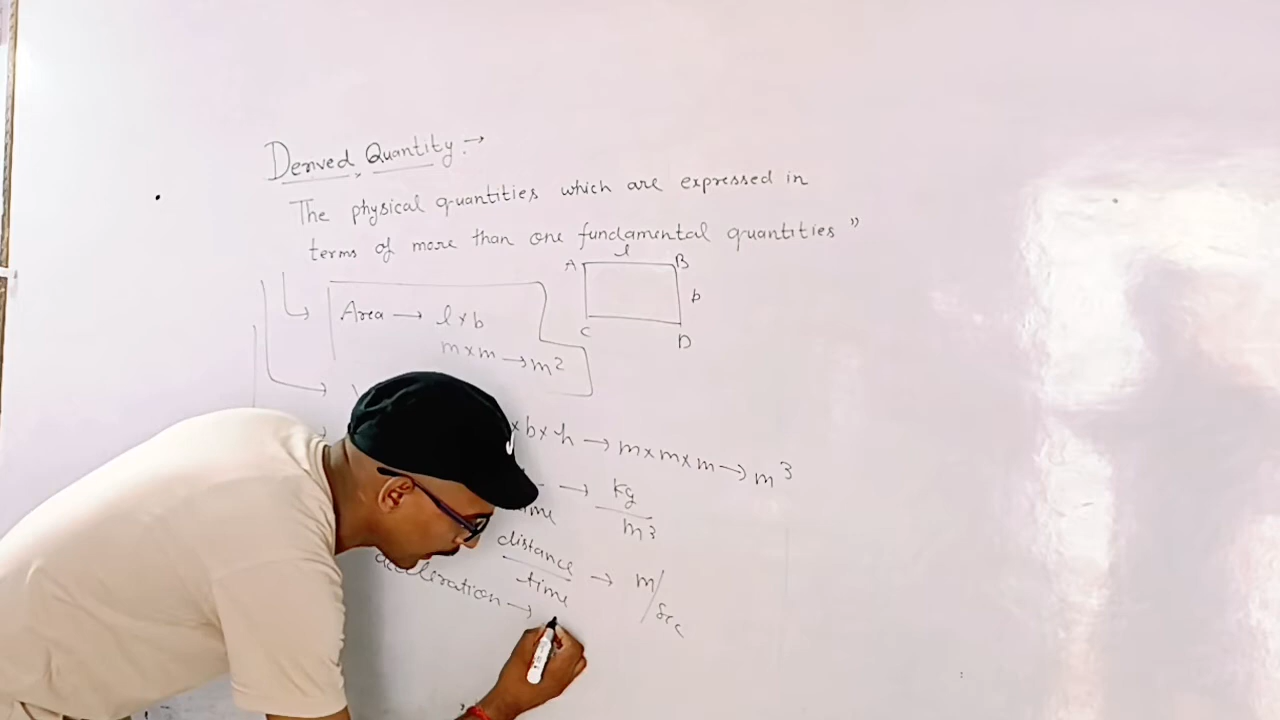 Derived Quantity :→
The physical quantities which are expressed in
terms of more than one fundamental quantities ”
A l B
b
C D
Area → l × b
m × m → m²
× b × h → m × m × m → m³
→ kg
m³
distance
time → m/sec
acceleration →